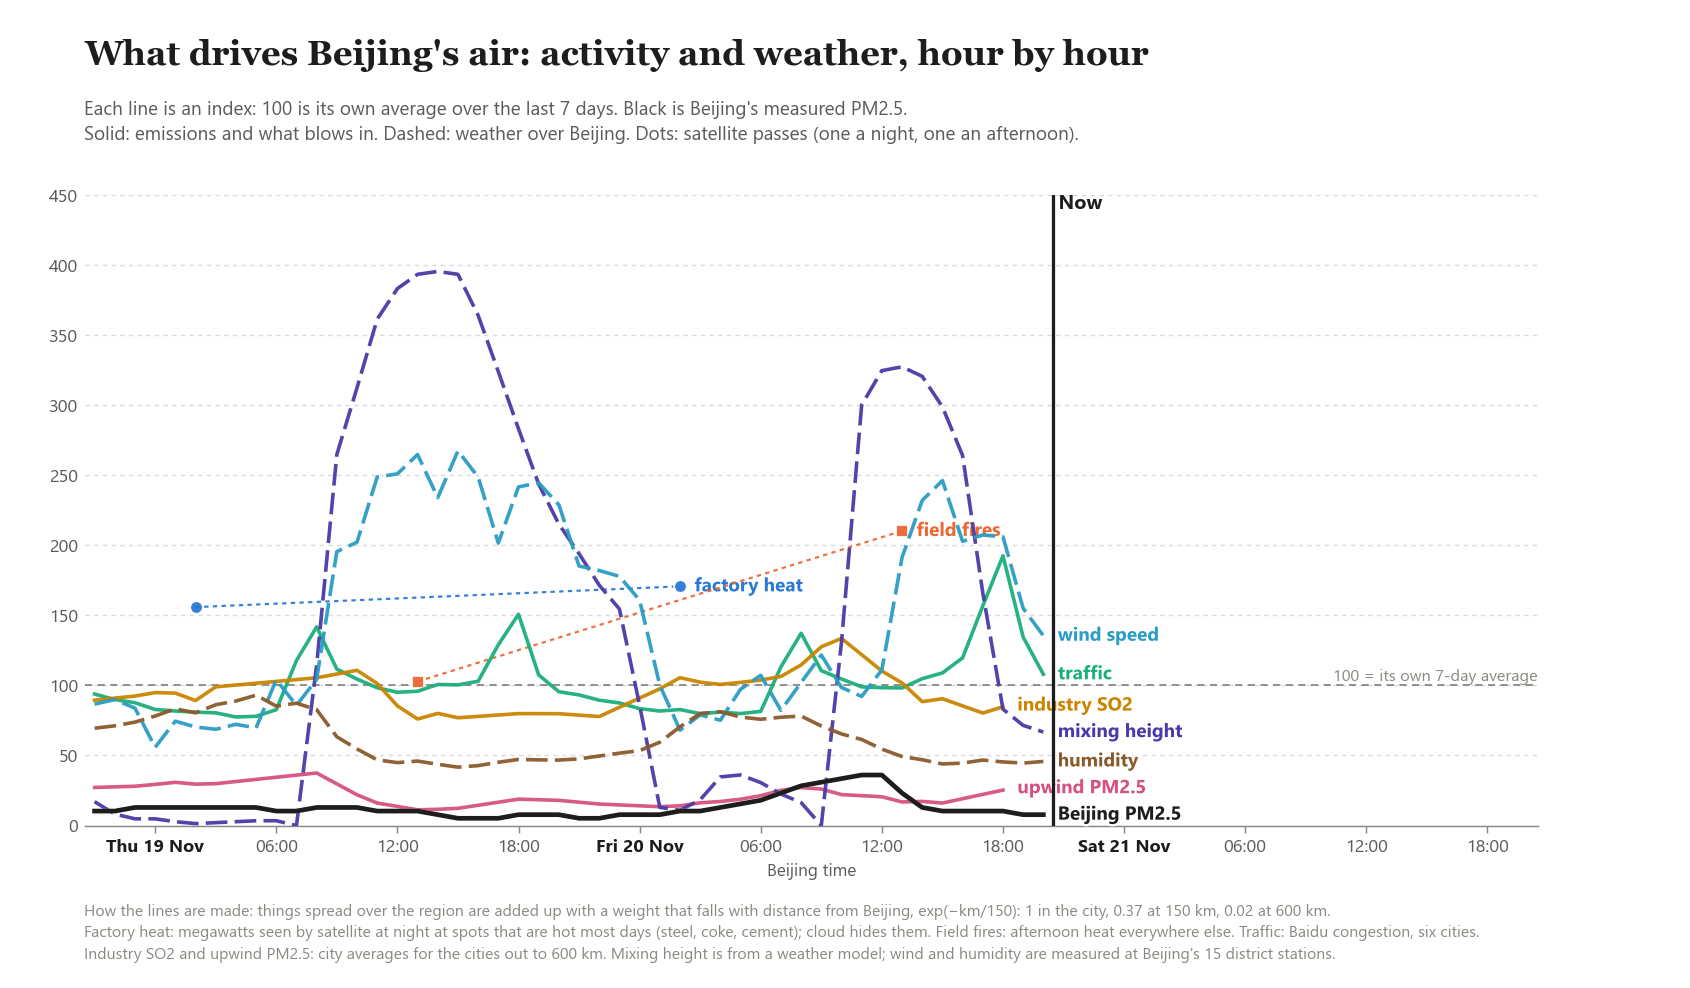 What drives Beijing's air: activity and weather, hour by hour
Each line is an index: 100 is its own average over the last 7 days. Black is Beijing's measured PM2.5.
Solid: emissions and what blows in. Dashed: weather over Beijing. Dots: satellite passes (one a night, one an afternoon).
450
Now
400
350
300
250
200
field fires
factory heat
150
wind speed
traffic
100 = its own 7-day average
100
industry SO2
mixing height
50
humidity
upwind PM2.5
Beijing PM2.5
0
Thu 19 Nov 06:00 12:00 18:00 Fri 20 Nov 06:00 12:00 18:00 Sat 21 Nov 06:00 12:00 18:00
Beijing time
How the lines are made: things spread over the region are added up with a weight that falls with distance from Beijing, exp(−km/150): 1 in the city, 0.37 at 150 km, 0.02 at 600 km.
Factory heat: megawatts seen by satellite at night at spots that are hot most days (steel, coke, cement); cloud hides them. Field fires: afternoon heat everywhere else. Traffic: Baidu congestion, six cities.
Industry SO2 and upwind PM2.5: city averages for the cities out to 600 km. Mixing height is from a weather model; wind and humidity are measured at Beijing's 15 district stations.